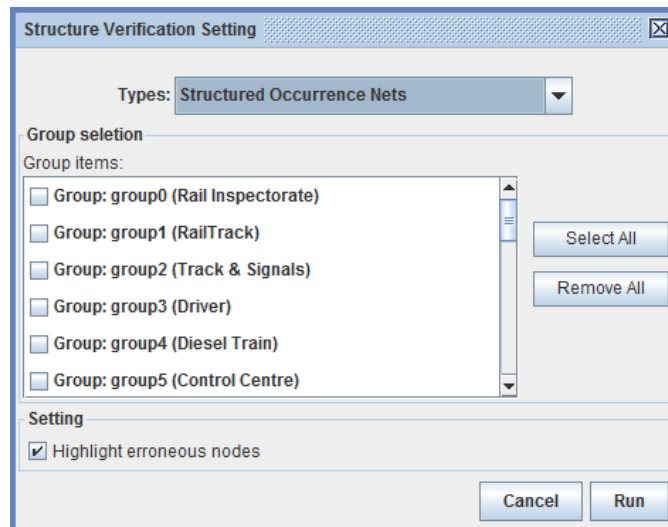 Structure Verification Setting
Types: Structured Occurrence Nets
Group seletion
Group items:
Group: group0 (Rail Inspectorate)
Group: group1 (RailTrack)
Group: group2 (Track & Signals)
Group: group3 (Driver)
Group: group4 (Diesel Train)
Group: group5 (Control Centre)
Select All
Remove All
Setting
Highlight erroneous nodes
Cancel Run